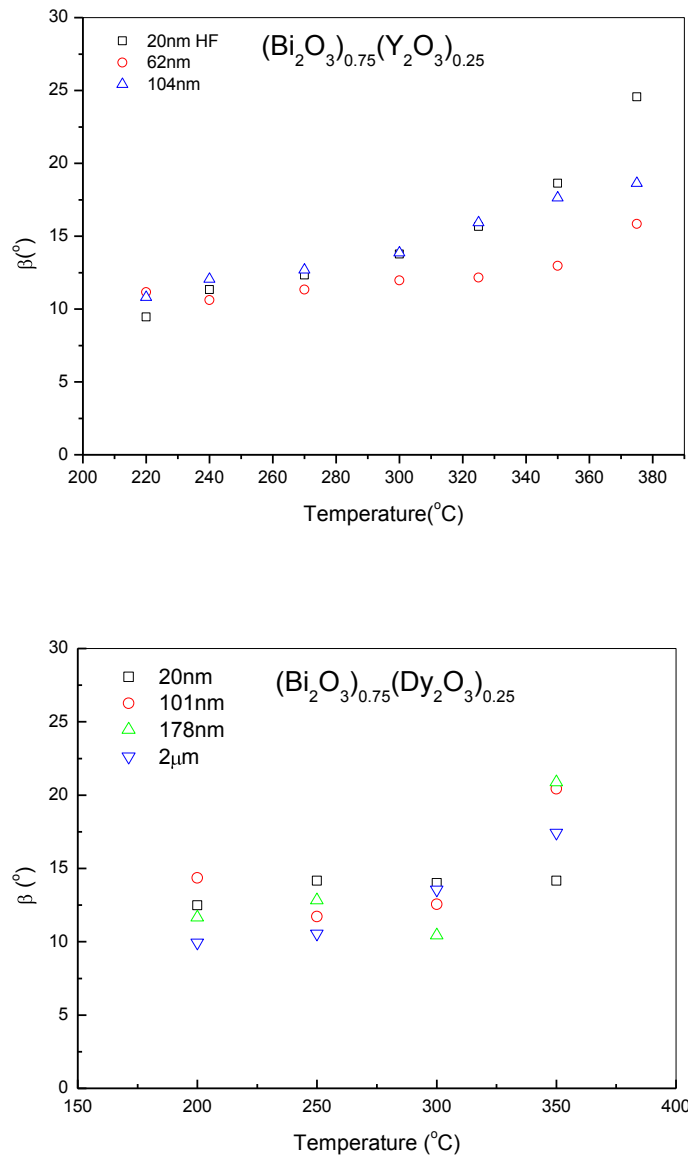 30
25
20
15
10
5
0
β(°)
20nm HF
62nm
104nm
(Bi₂O₃)₀.₇₅(Y₂O₃)₀.₂₅
200 220 240 260 280 300 320 340 360 380
Temperature(°C)
30
25
20
15
10
5
0
β (°)
20nm
101nm
178nm
2μm
(Bi₂O₃)₀.₇₅(Dy₂O₃)₀.₂₅
150 200 250 300 350 400
Temperature (°C)